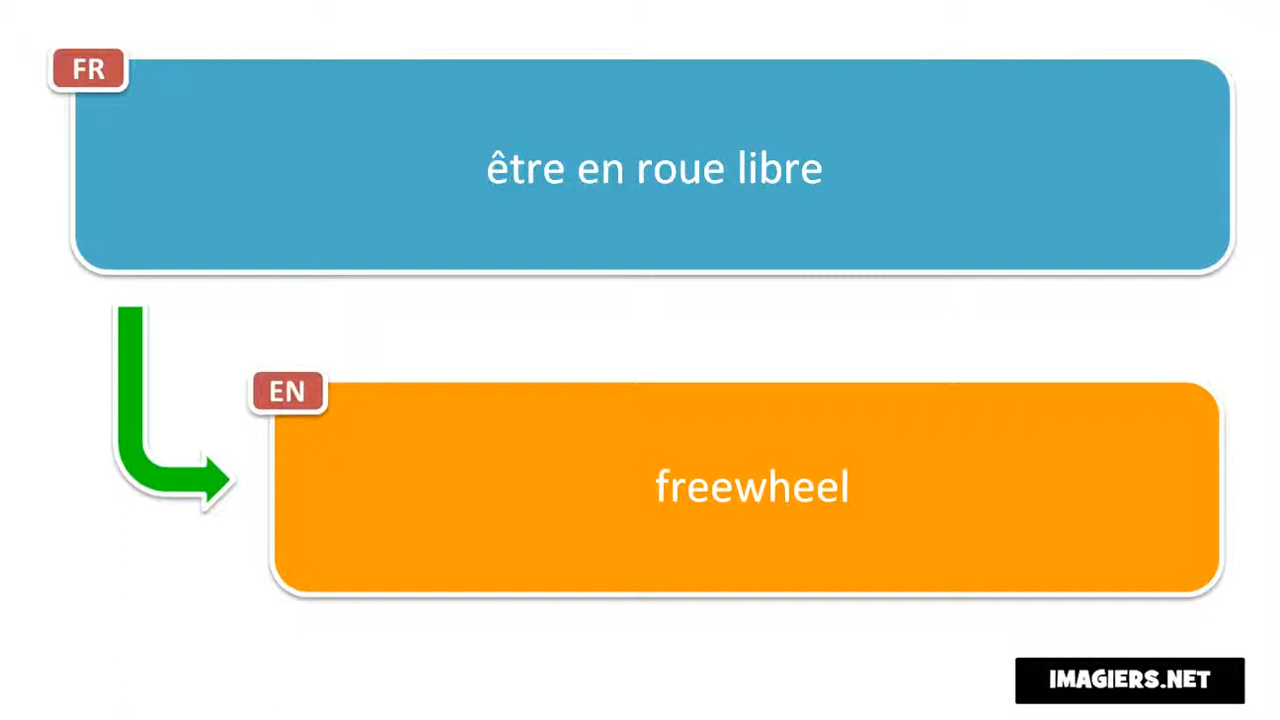 FR
être en roue libre
EN
freewheel
IMAGIERS.NET